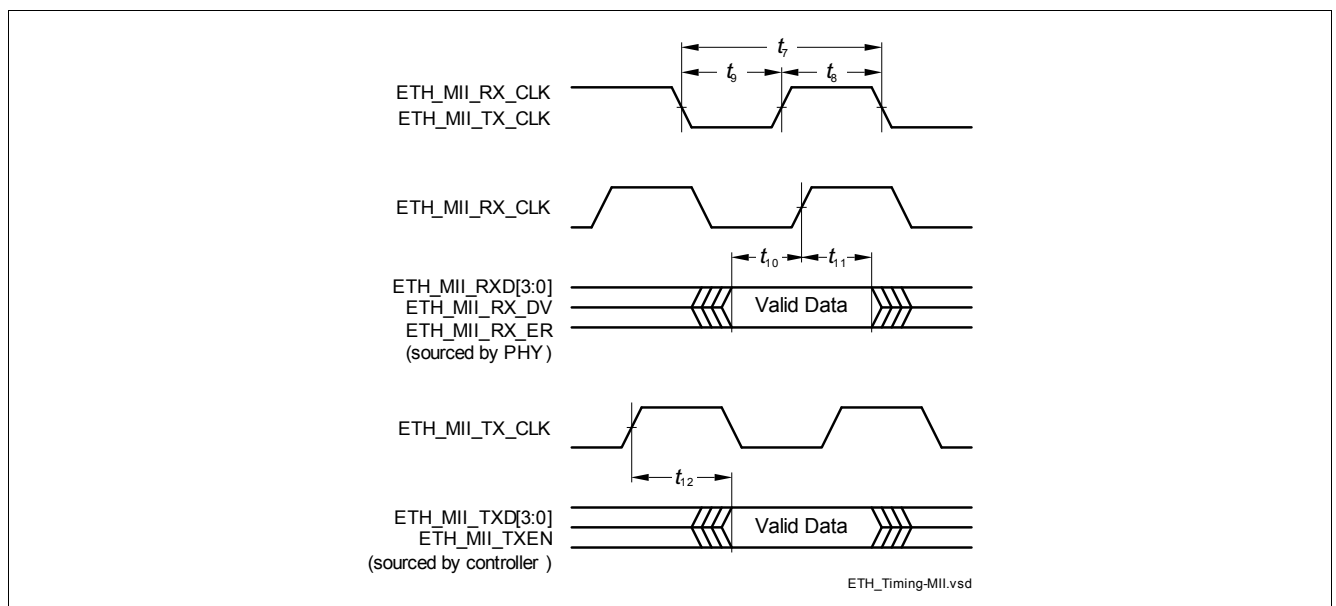 t7
t9
t8
ETH_MII_RX_CLK
ETH_MII_TX_CLK
ETH_MII_RX_CLK
t10
t11
ETH_MII_RXD[3:0]
ETH_MII_RX_DV
Valid Data
ETH_MII_RX_ER
(sourced by PHY )
ETH_MII_TX_CLK
t12
ETH_MII_TXD[3:0]
Valid Data
ETH_MII_TXEN
(sourced by controller )
ETH_Timing-MII.vsd